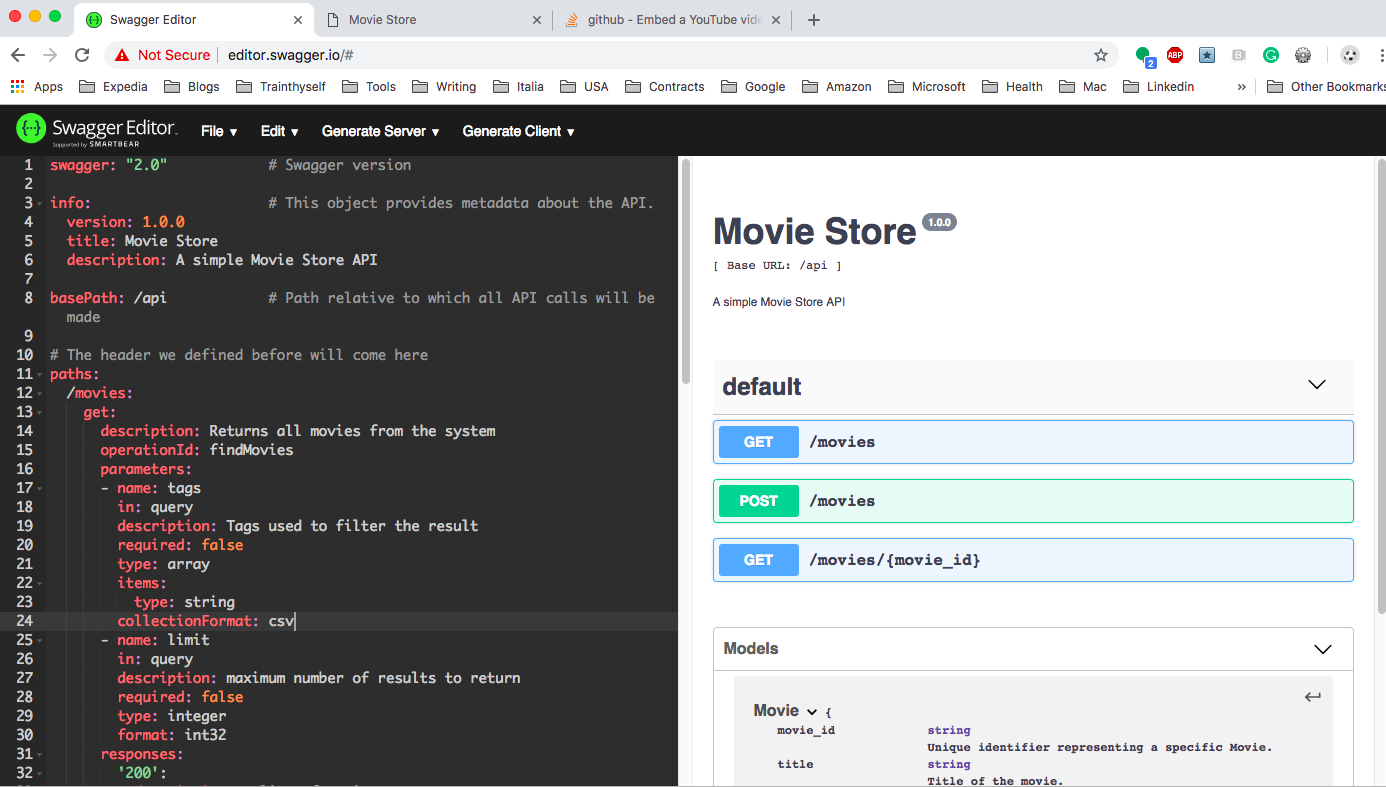 Swagger Editor
Movie Store
github - Embed a YouTube vide
Not Secure
editor.swagger.io/#
2
ABP
Apps
Expedia
Blogs
Trainthyself
Tools
Writing
Italia
USA
Contracts
Google
Amazon
Microsoft
Health
Mac
Linkedin
»
Other Bookmarks
{··}
Swagger Editor
Supported by SMARTBEAR
File ▾
Edit ▾
Generate Server ▾
Generate Client ▾
1 swagger: "2.0" # Swagger version
2
3 info: # This object provides metadata about the API.
4 version: 1.0.0
5 title: Movie Store
6 description: A simple Movie Store API
7
8 basePath: /api # Path relative to which all API calls will be
made
9
10 # The header we defined before will come here
11 paths:
12 /movies:
13 get:
14 description: Returns all movies from the system
15 operationId: findMovies
16 parameters:
17 - name: tags
18 in: query
19 description: Tags used to filter the result
20 required: false
21 type: array
22 items:
23 type: string
24 collectionFormat: csv
25 - name: limit
26 in: query
27 description: maximum number of results to return
28 required: false
29 type: integer
30 format: int32
31 responses:
32 '200':
Movie Store 1.0.0
[ Base URL: /api ]
A simple Movie Store API
default
GET /movies
POST /movies
GET /movies/{movie_id}
Models
Movie {
movie_id string
Unique identifier representing a specific Movie.
title string
Title of the movie.